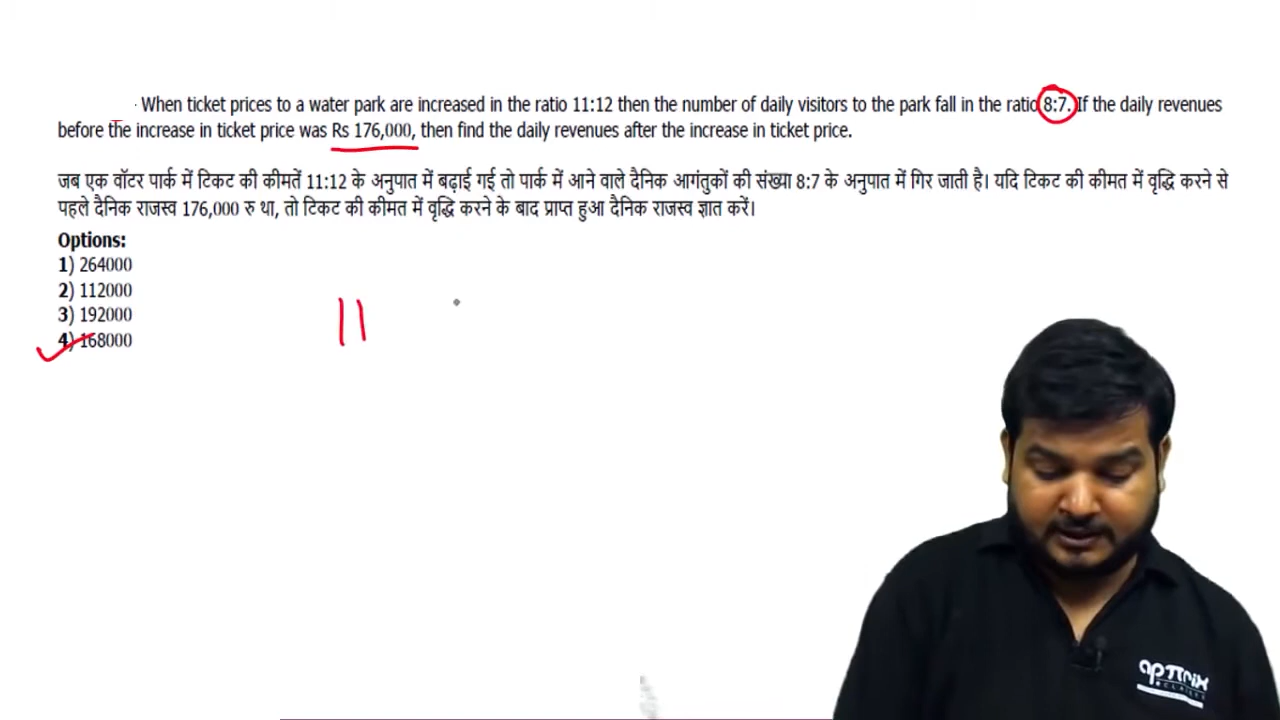 When ticket prices to a water park are increased in the ratio 11:12 then the number of daily visitors to the park fall in the ratio 8:7. If the daily revenues
before the increase in ticket price was Rs 176,000, then find the daily revenues after the increase in ticket price.
जब एक वॉटर पार्क में टिकट की कीमतें 11:12 के अनुपात में बढ़ाई गई तो पार्क में आने वाले दैनिक आगंतुकों की संख्या 8:7 के अनुपात में गिर जाती है। यदि टिकट की कीमत में वृद्धि करने से
पहले दैनिक राजस्व 176,000 रु था, तो टिकट की कीमत में वृद्धि करने के बाद प्राप्त हुआ दैनिक राजस्व ज्ञात करें।
Options:
1) 264000
2) 112000
3) 192000
4) 168000
11
apttrix
CLASSES